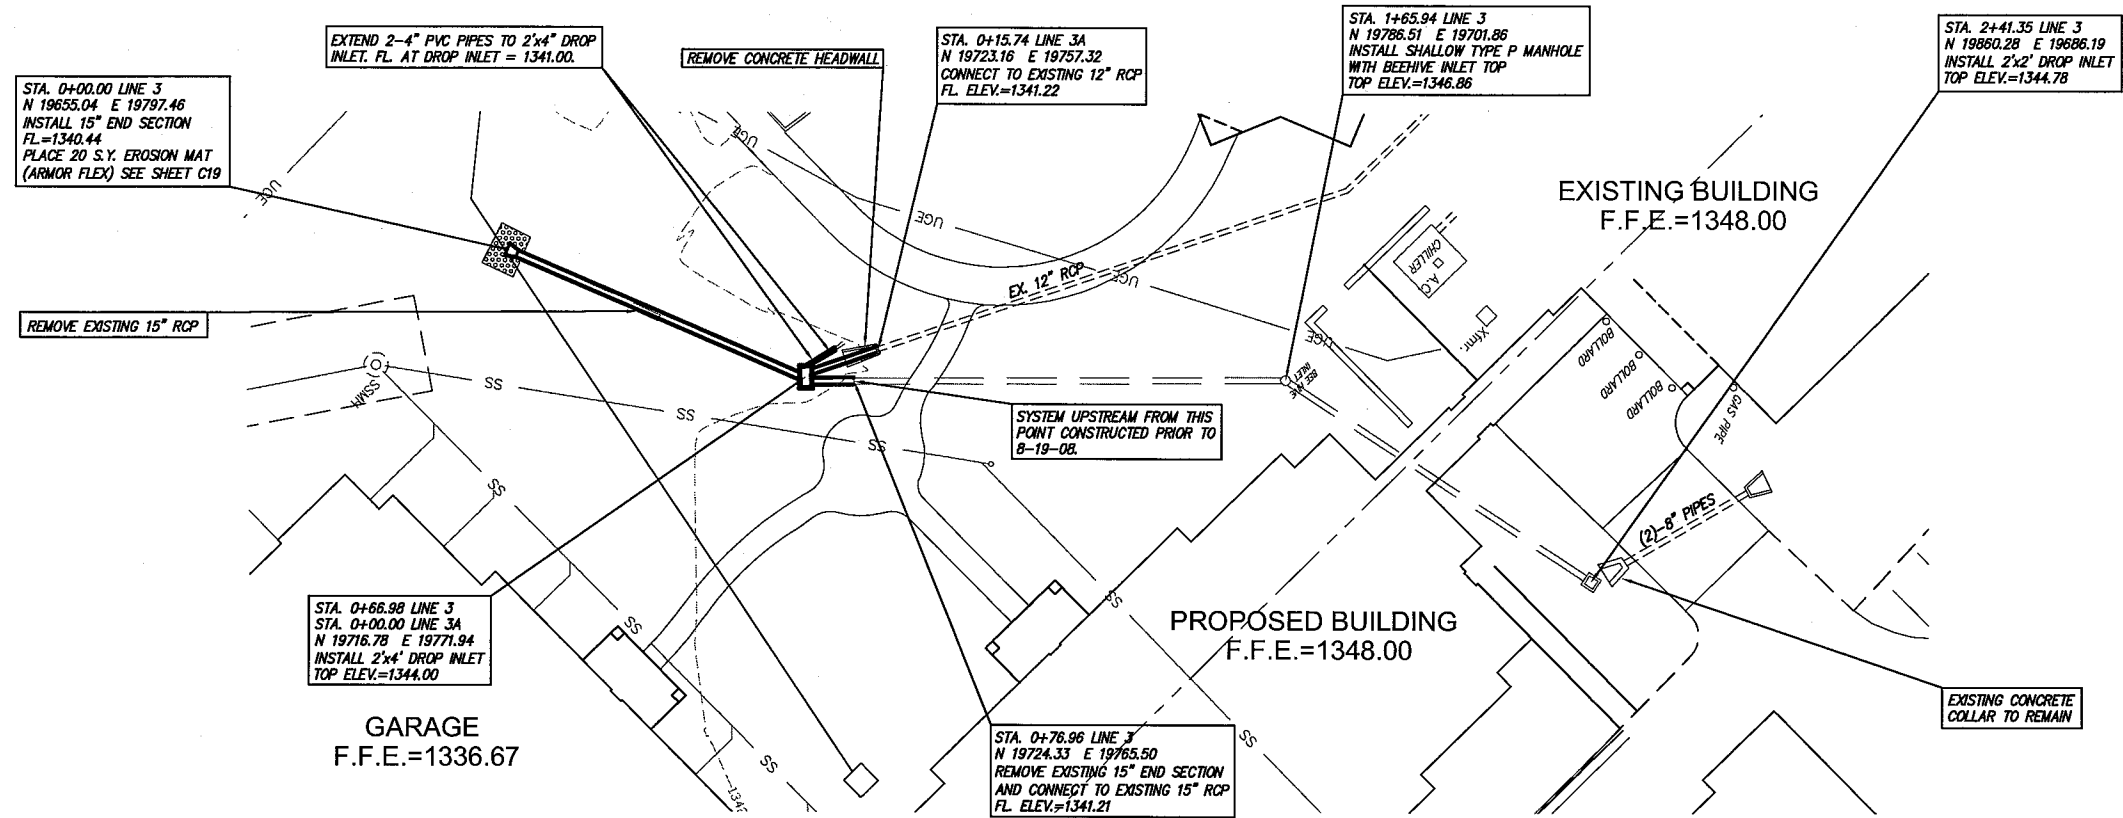 EXTEND 2-4" PVC PIPES TO 2'x4" DROP
INLET. FL. AT DROP INLET = 1341.00.
REMOVE CONCRETE HEADWALL
STA. 0+15.74 LINE 3A
N 19723.16 E 19757.32
CONNECT TO EXISTING 12" RCP
FL. ELEV.=1341.22
STA. 1+65.94 LINE 3
N 19786.51 E 19701.86
INSTALL SHALLOW TYPE P MANHOLE
WITH BEEHIVE INLET TOP
TOP ELEV.=1346.86
STA. 2+41.35 LINE 3
N 19860.28 E 19686.19
INSTALL 2'x2' DROP INLET
TOP ELEV.=1344.78
STA. 0+00.00 LINE 3
N 19655.04 E 19797.46
INSTALL 15" END SECTION
FL.=1340.44
PLACE 20 S.Y. EROSION MAT
(ARMOR FLEX) SEE SHEET C19
UGE
UGE
UGE
UGE
UGE
EXISTING BUILDING
F.F.E.=1348.00
CHILLER
A.C.
Xfmr.
EX. 12" RCP
REMOVE EXISTING 15" RCP
BEE HIVE
INLET
BOLLARD
BOLLARD
BOLLARD
GAS PIPE
SSMH
SS
SS
SS
SS
SS
SS
SS
SS
SYSTEM UPSTREAM FROM THIS
POINT CONSTRUCTED PRIOR TO
8-19-08.
(2)-8" PIPES
STA. 0+66.98 LINE 3
STA. 0+00.00 LINE 3A
N 19716.78 E 19771.94
INSTALL 2'x4' DROP INLET
TOP ELEV.=1344.00
PROPOSED BUILDING
F.F.E.=1348.00
GARAGE
F.F.E.=1336.67
STA. 0+76.96 LINE 3
N 19724.33 E 19765.50
REMOVE EXISTING 15" END SECTION
AND CONNECT TO EXISTING 15" RCP
FL. ELEV.=1341.21
EXISTING CONCRETE
COLLAR TO REMAIN